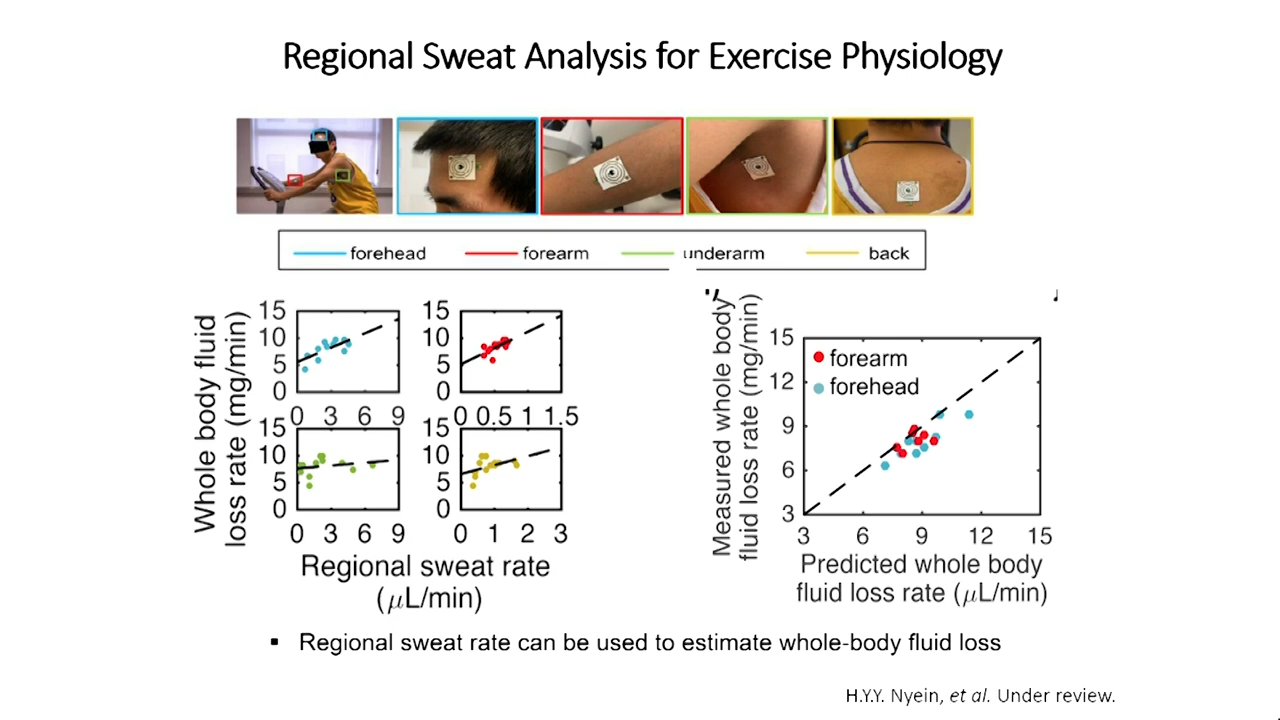 Regional Sweat Analysis for Exercise Physiology
forehead forearm underarm back
Whole body fluid
loss rate (mg/min)
15 10 5 0
0 3 6 9
15 10 5 0
0 0.5 1 1.5
15 10 5 0
0 3 6 9
15 10 5 0
0 1 2 3
Regional sweat rate
(μL/min)
Measured whole body
fluid loss rate (mg/min)
15 12 9 6 3
forearm
forehead
3 6 9 12 15
Predicted whole body
fluid loss rate (μL/min)
▪ Regional sweat rate can be used to estimate whole-body fluid loss
H.Y.Y. Nyein, et al. Under review.